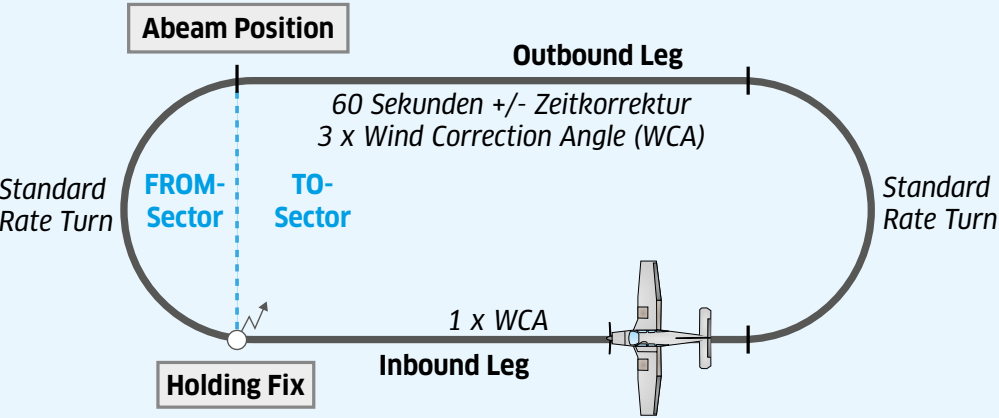 Abeam Position
Outbound Leg
60 Sekunden +/- Zeitkorrektur
3 x Wind Correction Angle (WCA)
Standard
Rate Turn
FROM-
Sector
TO-
Sector
Standard
Rate Turn
1 x WCA
Inbound Leg
Holding Fix